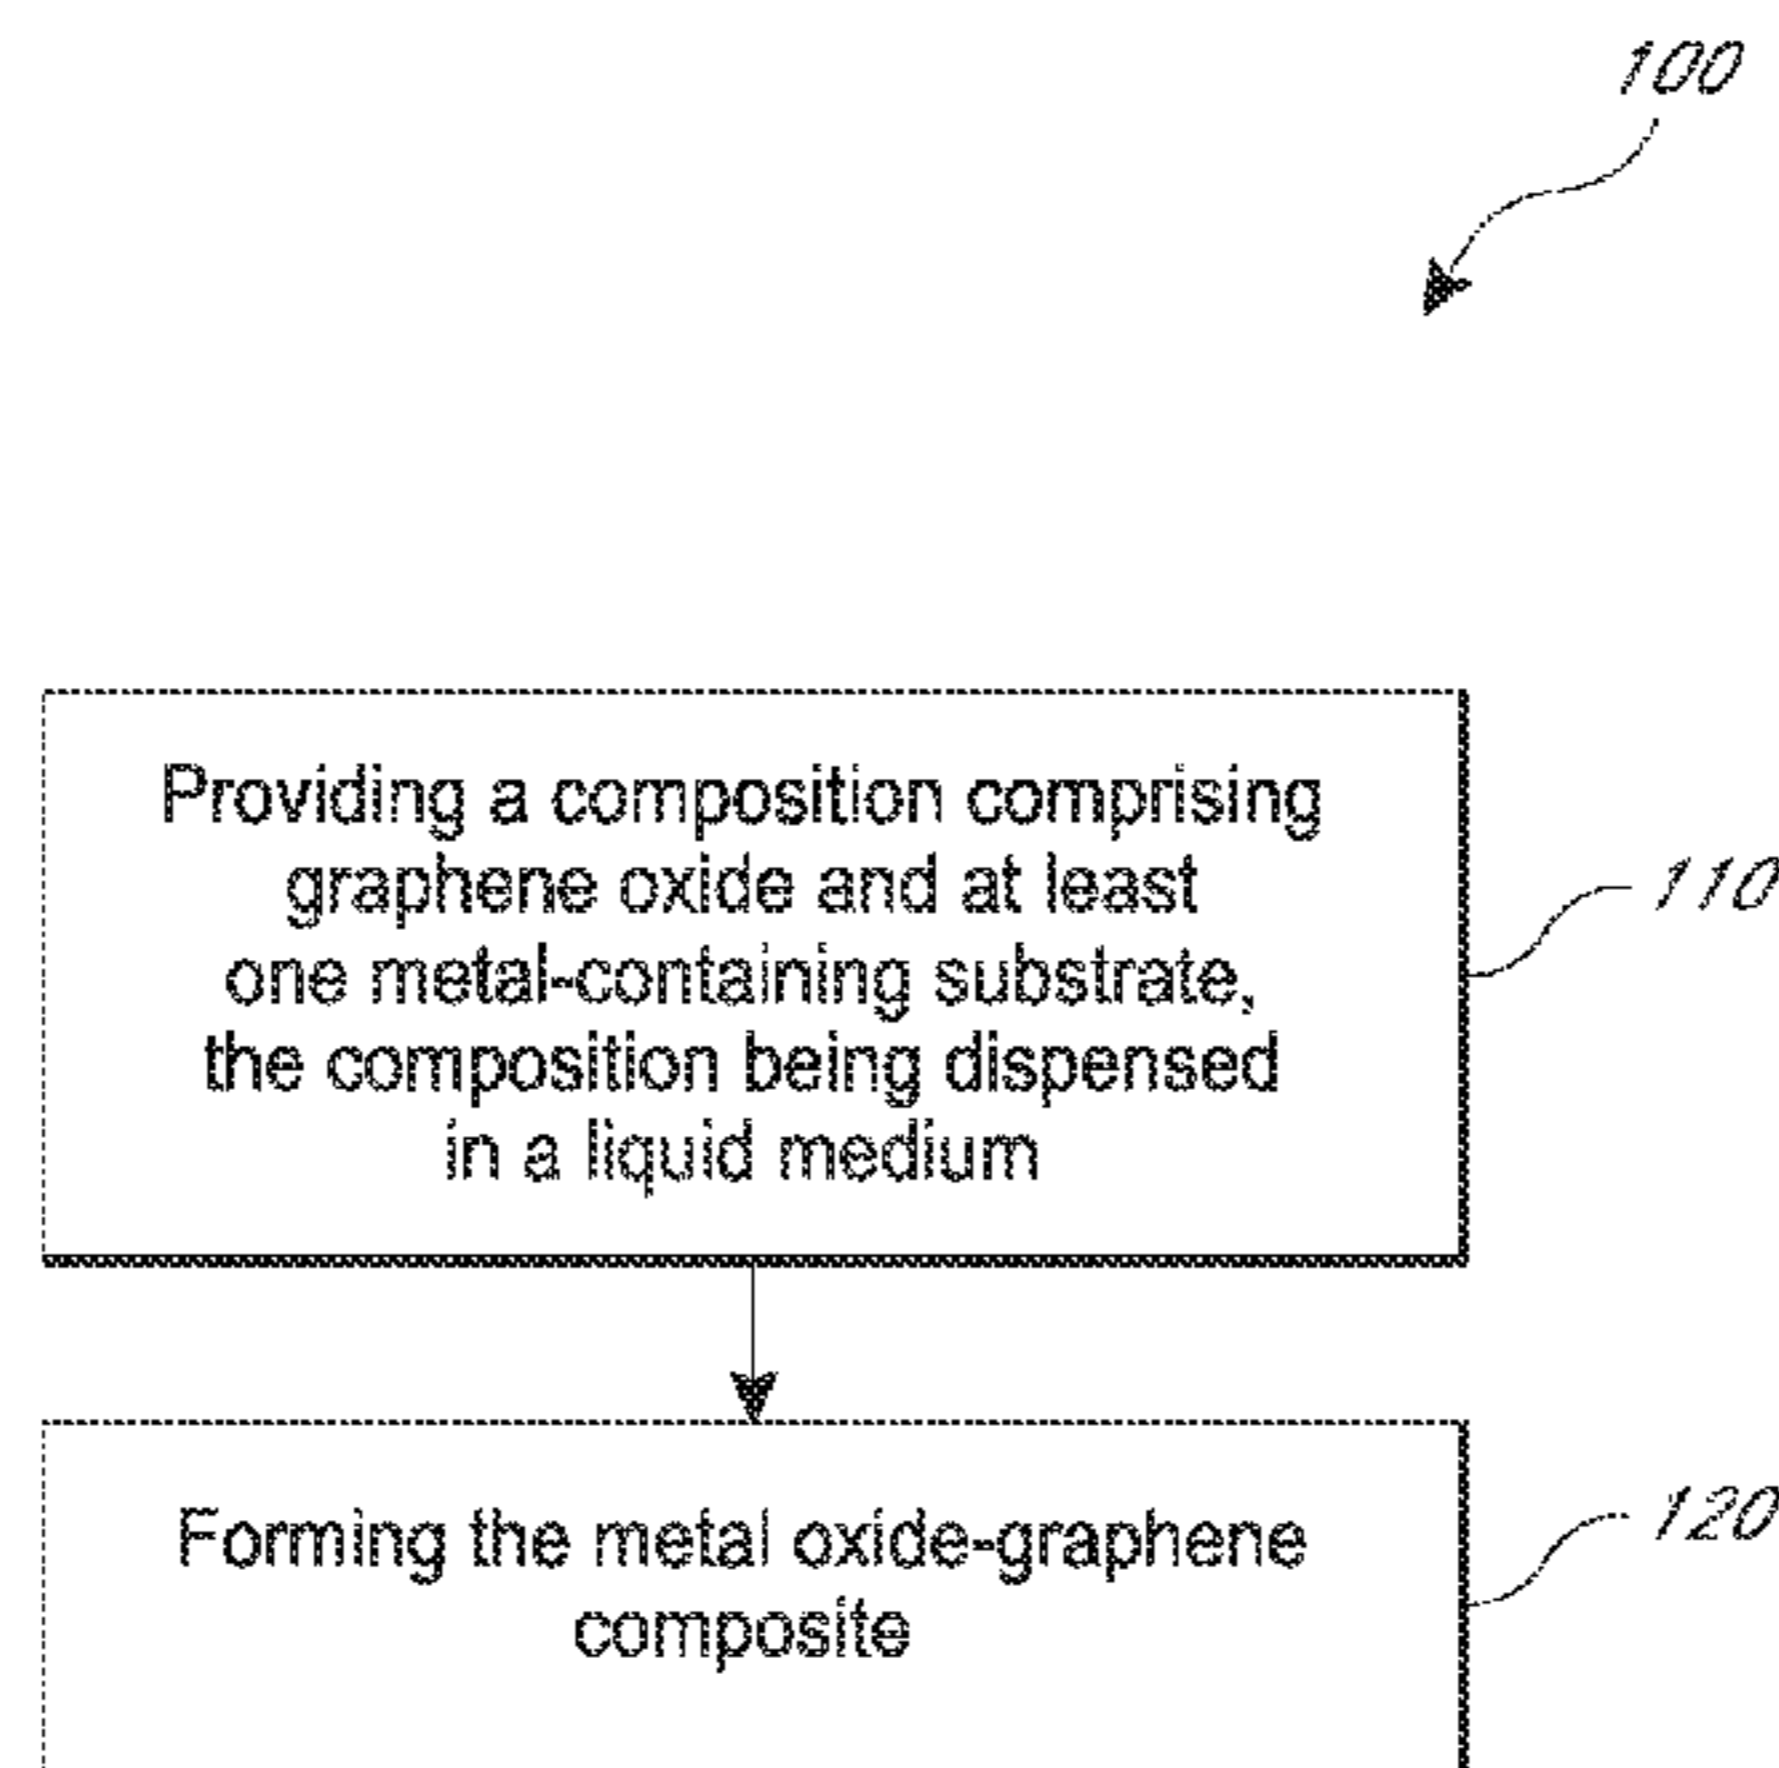 100
Providing a composition comprising
graphene oxide and at least
one metal-containing substrate,
the composition being dispensed
in a liquid medium
110
Forming the metal oxide-graphene
composite
120